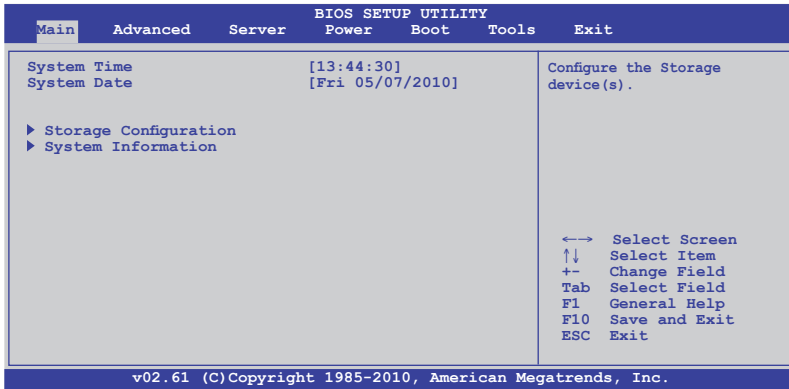 BIOS SETUP UTILITY
Main Advanced Server Power Boot Tools Exit
System Time [13:44:30]
System Date [Fri 05/07/2010]
Storage Configuration
System Information
Configure the Storage
device(s).
←→ Select Screen
↑↓ Select Item
+- Change Field
Tab Select Field
F1 General Help
F10 Save and Exit
ESC Exit
v02.61 (C)Copyright 1985-2010, American Megatrends, Inc.